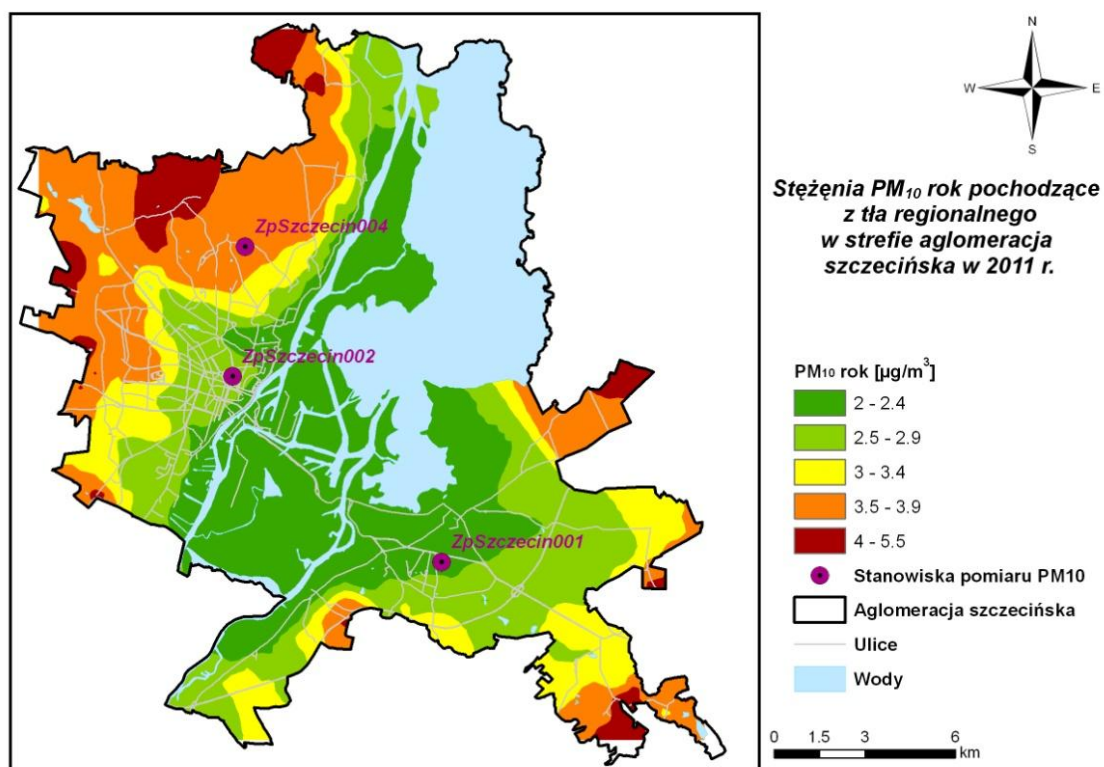 N
W E
S
Stężenia PM₁₀ rok pochodzące
z tła regionalnego
w strefie aglomeracja
szczecińska w 2011 r.
ZpSzczecin004
ZpSzczecin002
ZpSzczecin001
PM₁₀ rok [µg/m³]
2 - 2.4
2.5 - 2.9
3 - 3.4
3.5 - 3.9
4 - 5.5
Stanowiska pomiaru PM10
Aglomeracja szczecińska
Ulice
Wody
0 1.5 3 6
km